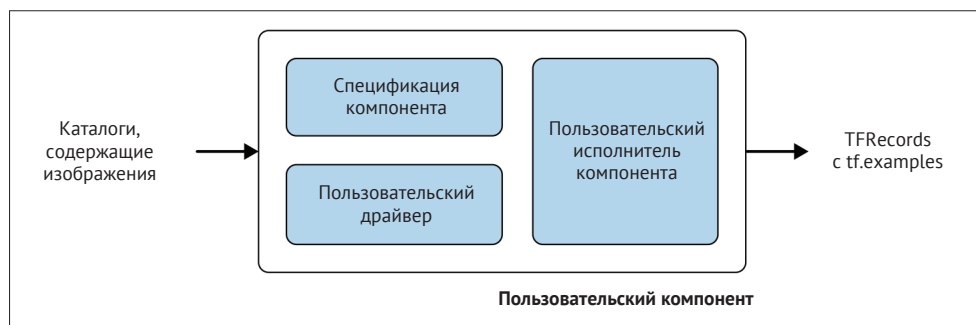 Каталоги,
содержащие
изображения
Спецификация
компонента
Пользовательский
драйвер
Пользовательский
исполнитель
компонента
TFRecords
с tf.examples
Пользовательский компонент